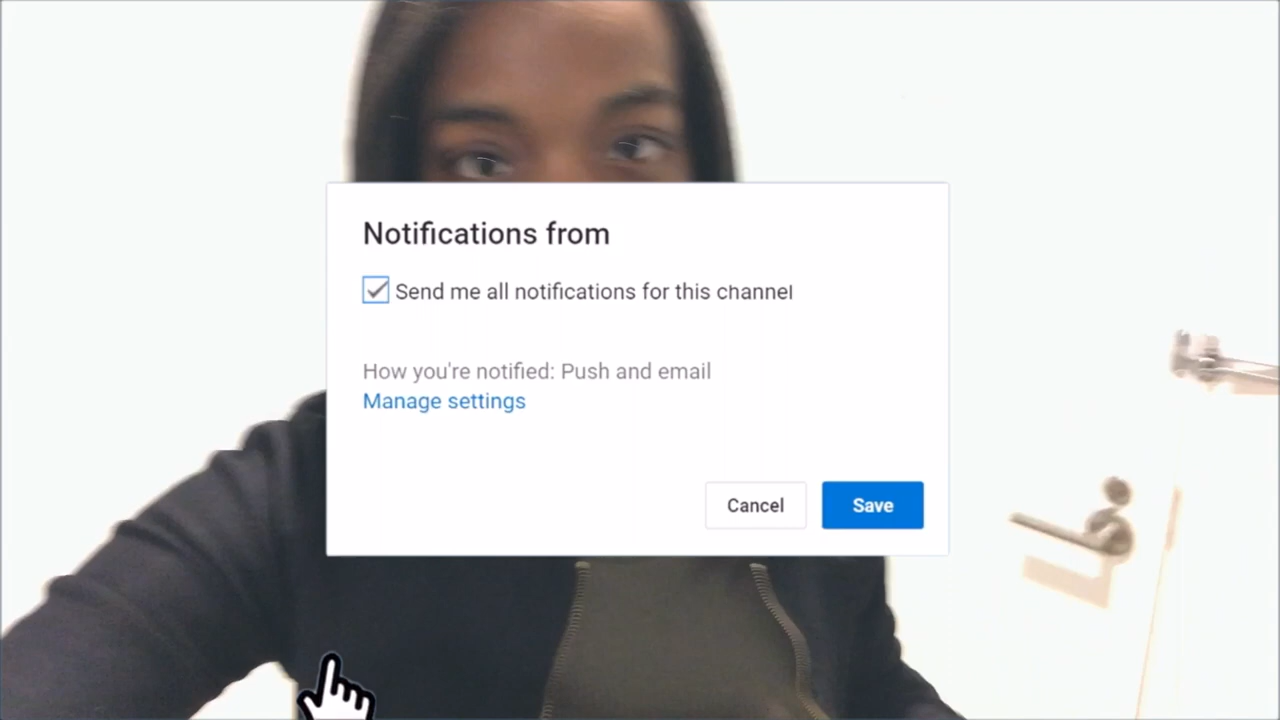 Notifications from
Send me all notifications for this channel
How you're notified: Push and email
Manage settings
Cancel
Save